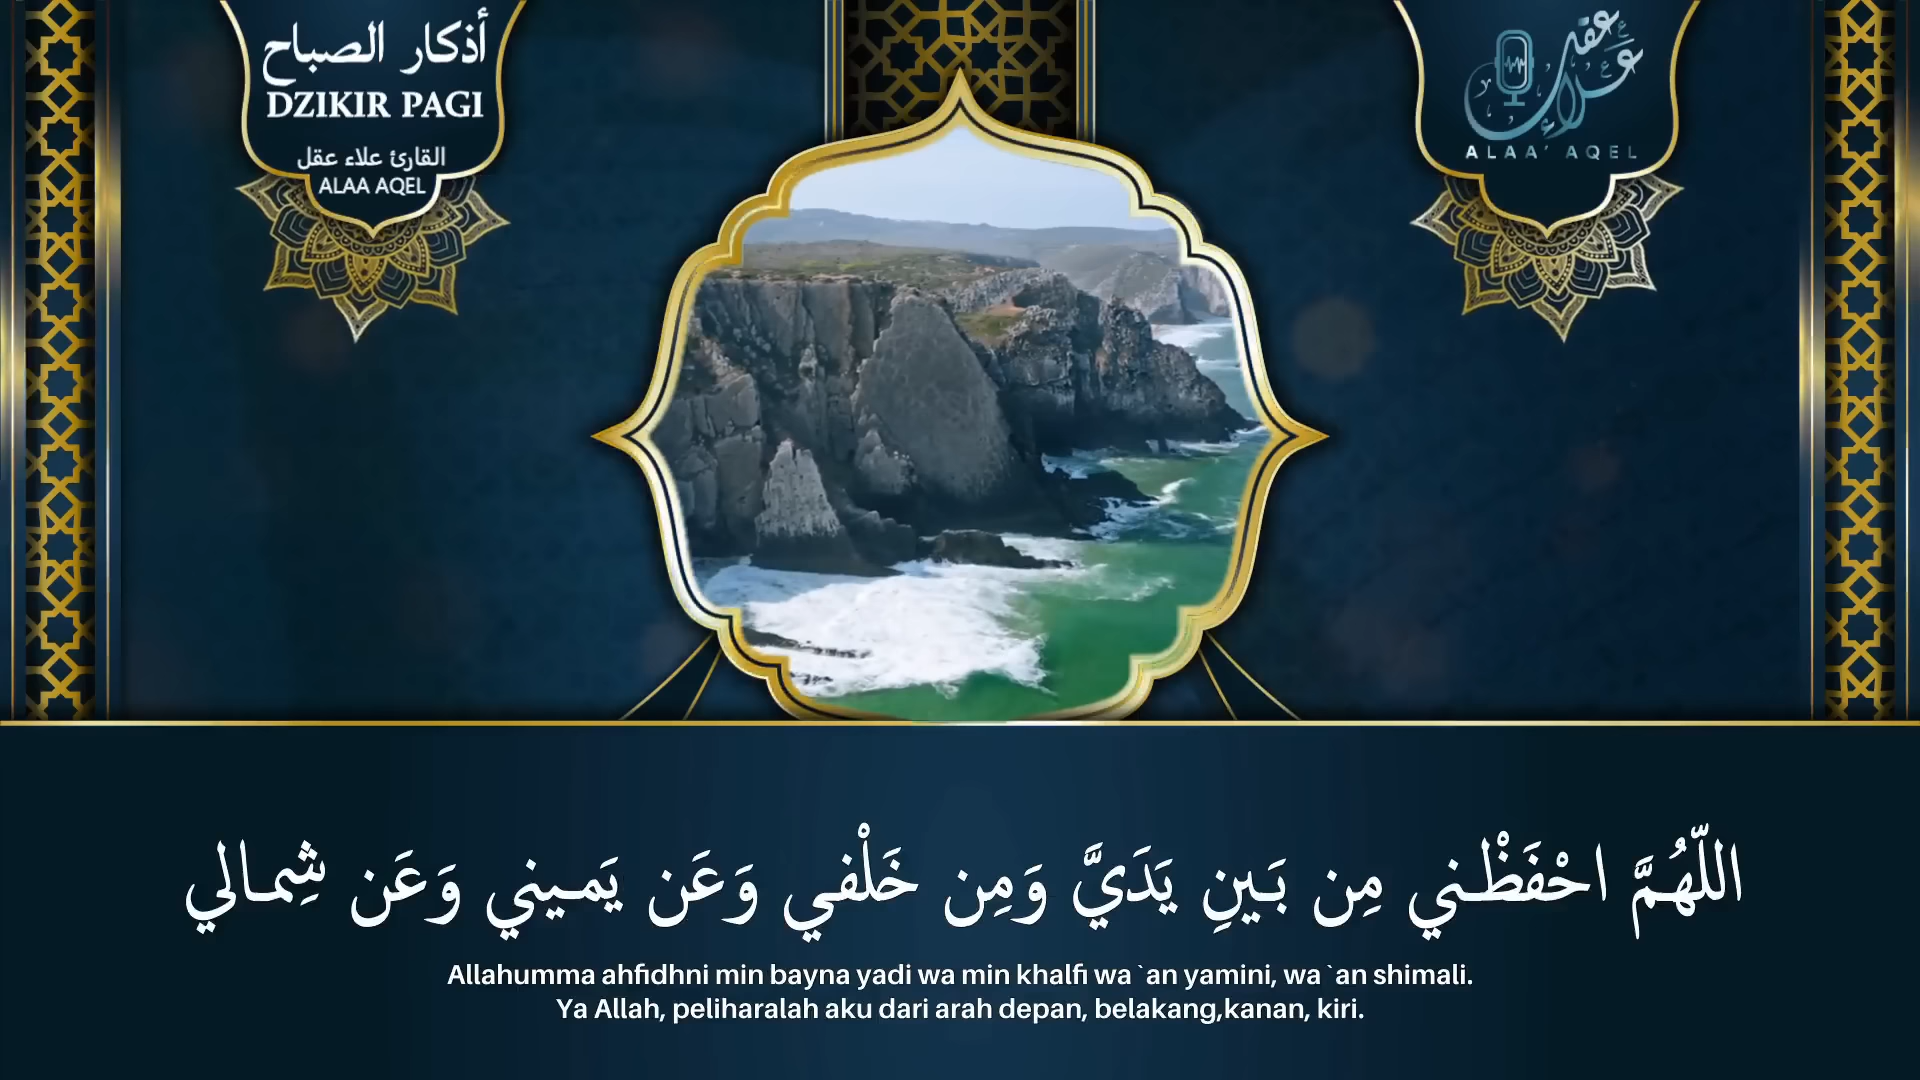 أذكار الصباح
DZIKIR PAGI
القارئ علاء عقل
ALAA AQEL
علاء عقل
ALAA' AQEL
اللّهُمَّ احْفَظْني مِن بَينِ يَدَيَّ وَمِن خَلْفي وَعَن يَميني وَعَن شِمالي
Allahumma ahfidhni min bayna yadi wa min khalfi wa `an yamini, wa `an shimali.
Ya Allah, peliharalah aku dari arah depan, belakang,kanan, kiri.